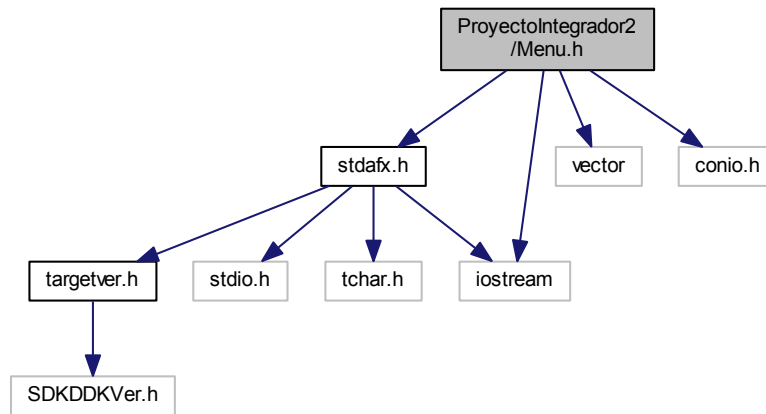 ProyectoIntegrador2
/Menu.h
stdafx.h
vector
conio.h
targetver.h
stdio.h
tchar.h
iostream
SDKDDKVer.h